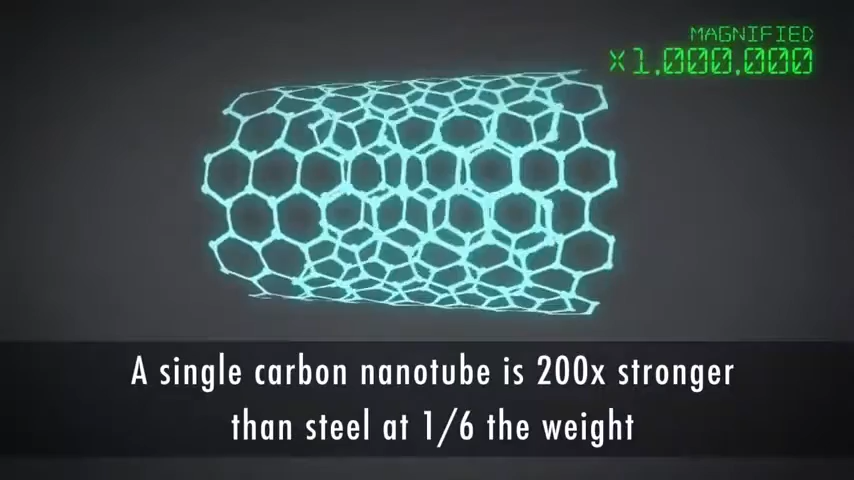 MAGNIFIED
x1,000,000
A single carbon nanotube is 200x stronger
than steel at 1/6 the weight